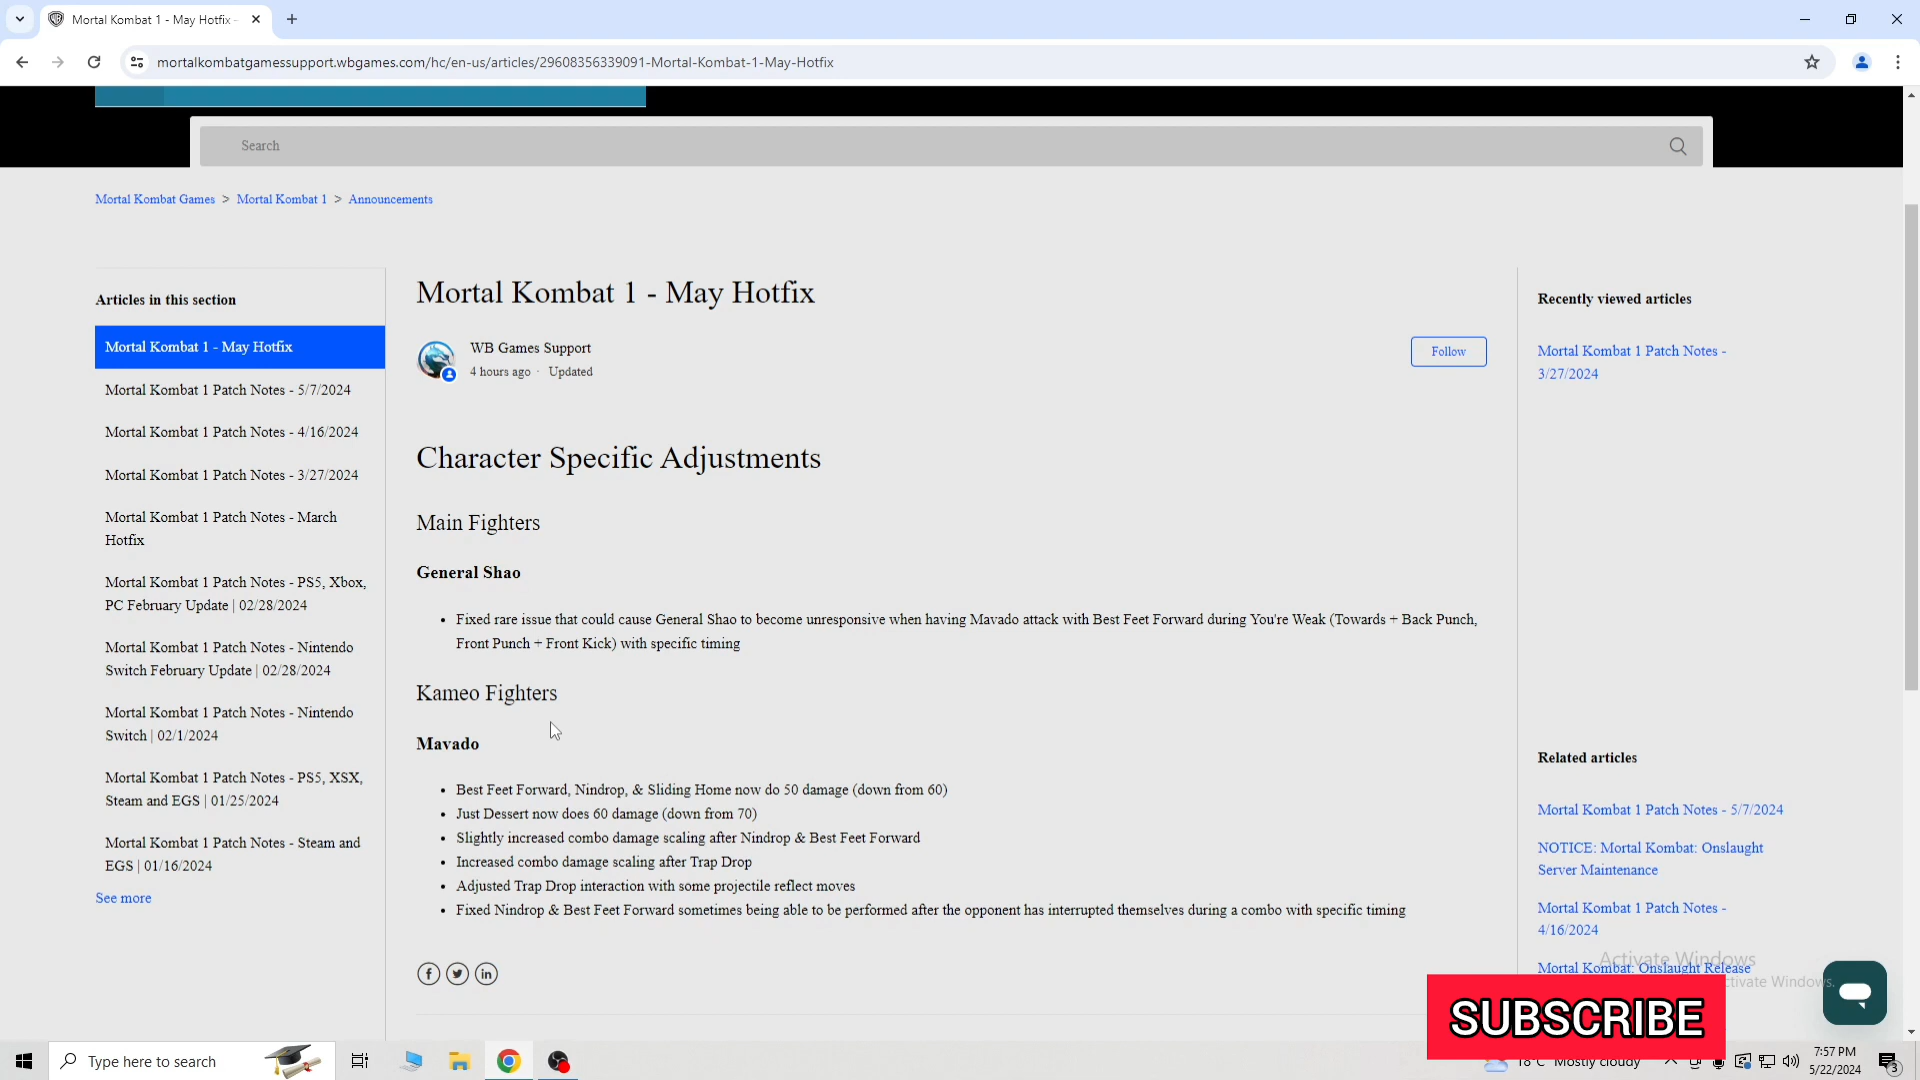 Mortal Kombat 1 - May Hotfix -
mortalkombatgamessupport.wbgames.com/hc/en-us/articles/29608356339091-Mortal-Kombat-1-May-Hotfix
Search
Mortal Kombat Games > Mortal Kombat 1 > Announcements
Articles in this section
Mortal Kombat 1 - May Hotfix
Mortal Kombat 1 Patch Notes - 5/7/2024
Mortal Kombat 1 Patch Notes - 4/16/2024
Mortal Kombat 1 Patch Notes - 3/27/2024
Mortal Kombat 1 Patch Notes - March
Hotfix
Mortal Kombat 1 Patch Notes - PS5, Xbox,
PC February Update | 02/28/2024
Mortal Kombat 1 Patch Notes - Nintendo
Switch February Update | 02/28/2024
Mortal Kombat 1 Patch Notes - Nintendo
Switch | 02/1/2024
Mortal Kombat 1 Patch Notes - PS5, XSX,
Steam and EGS | 01/25/2024
Mortal Kombat 1 Patch Notes - Steam and
EGS | 01/16/2024
See more
Mortal Kombat 1 - May Hotfix
WB Games Support
4 hours ago · Updated
Follow
Character Specific Adjustments
Main Fighters
General Shao
• Fixed rare issue that could cause General Shao to become unresponsive when having Mavado attack with Best Feet Forward during You're Weak (Towards + Back Punch,
Front Punch + Front Kick) with specific timing
Kameo Fighters
Mavado
• Best Feet Forward, Nindrop, & Sliding Home now do 50 damage (down from 60)
• Just Dessert now does 60 damage (down from 70)
• Slightly increased combo damage scaling after Nindrop & Best Feet Forward
• Increased combo damage scaling after Trap Drop
• Adjusted Trap Drop interaction with some projectile reflect moves
• Fixed Nindrop & Best Feet Forward sometimes being able to be performed after the opponent has interrupted themselves during a combo with specific timing
Recently viewed articles
Mortal Kombat 1 Patch Notes -
3/27/2024
Related articles
Mortal Kombat 1 Patch Notes - 5/7/2024
NOTICE: Mortal Kombat: Onslaught
Server Maintenance
Mortal Kombat 1 Patch Notes -
4/16/2024
Mortal Kombat: Onslaught Release
Activate Windows
ctivate Windows.
SUBSCRIBE
Type here to search
18°C Mostly cloudy
7:57 PM
5/22/2024
3